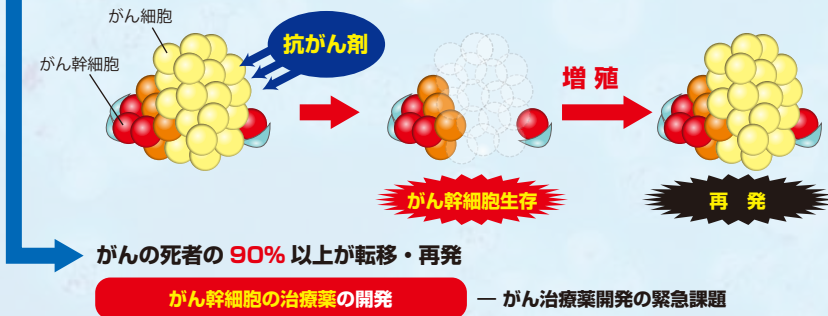 がん細胞
抗がん剤
がん幹細胞
増 殖
がん幹細胞生存
再 発
がんの死者の 90% 以上が転移・再発
がん幹細胞の治療薬の開発 ― がん治療薬開発の緊急課題